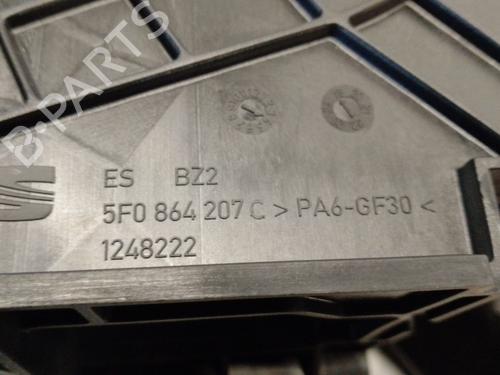 B-PARTS
ES BZ2
5F0 864 207 C > PA6-GF30 <
1248222